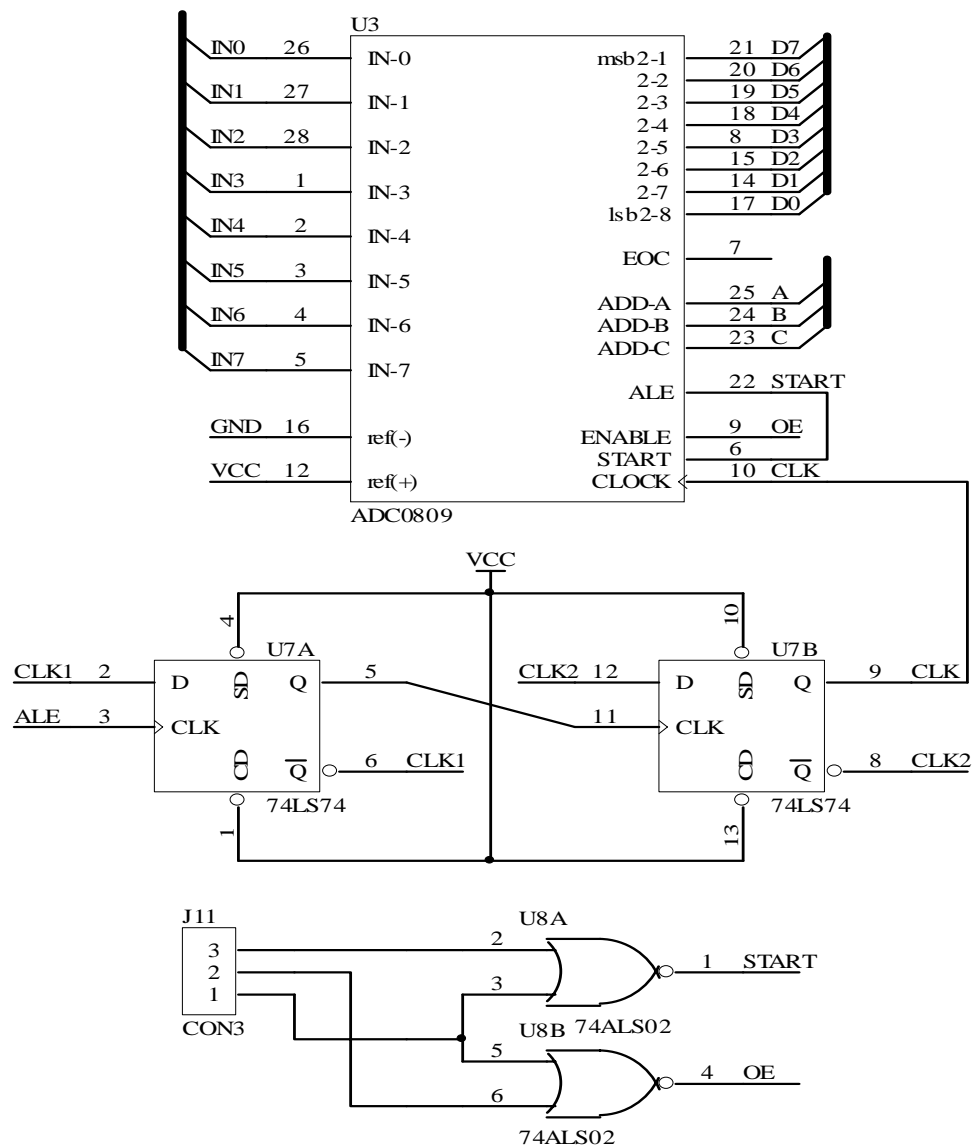 U3
IN0 26 IN-0 msb2-1 21 D7
2-2 20 D6
IN1 27 IN-1 2-3 19 D5
2-4 18 D4
IN2 28 IN-2 2-5 8 D3
2-6 15 D2
IN3 1 IN-3 2-7 14 D1
lsb2-8 17 D0
IN4 2 IN-4
EOC 7
IN5 3 IN-5
ADD-A 25 A
IN6 4 IN-6 ADD-B 24 B
ADD-C 23 C
IN7 5 IN-7
ALE 22 START
GND 16 ref(-) ENABLE 9 OE
START 6
VCC 12 ref(+) CLOCK 10 CLK
ADC0809
VCC
4 10
U7A U7B
CLK1 2 D SD Q 5 CLK2 12 D SD Q 9 CLK
ALE 3 CLK 11 CLK
CD Q 6 CLK1 CD Q 8 CLK2
74LS74 74LS74
1 13
J11
U8A
3 2
2 1 START
1 3
CON3 74ALS02
U8B
5
4 OE
6
74ALS02